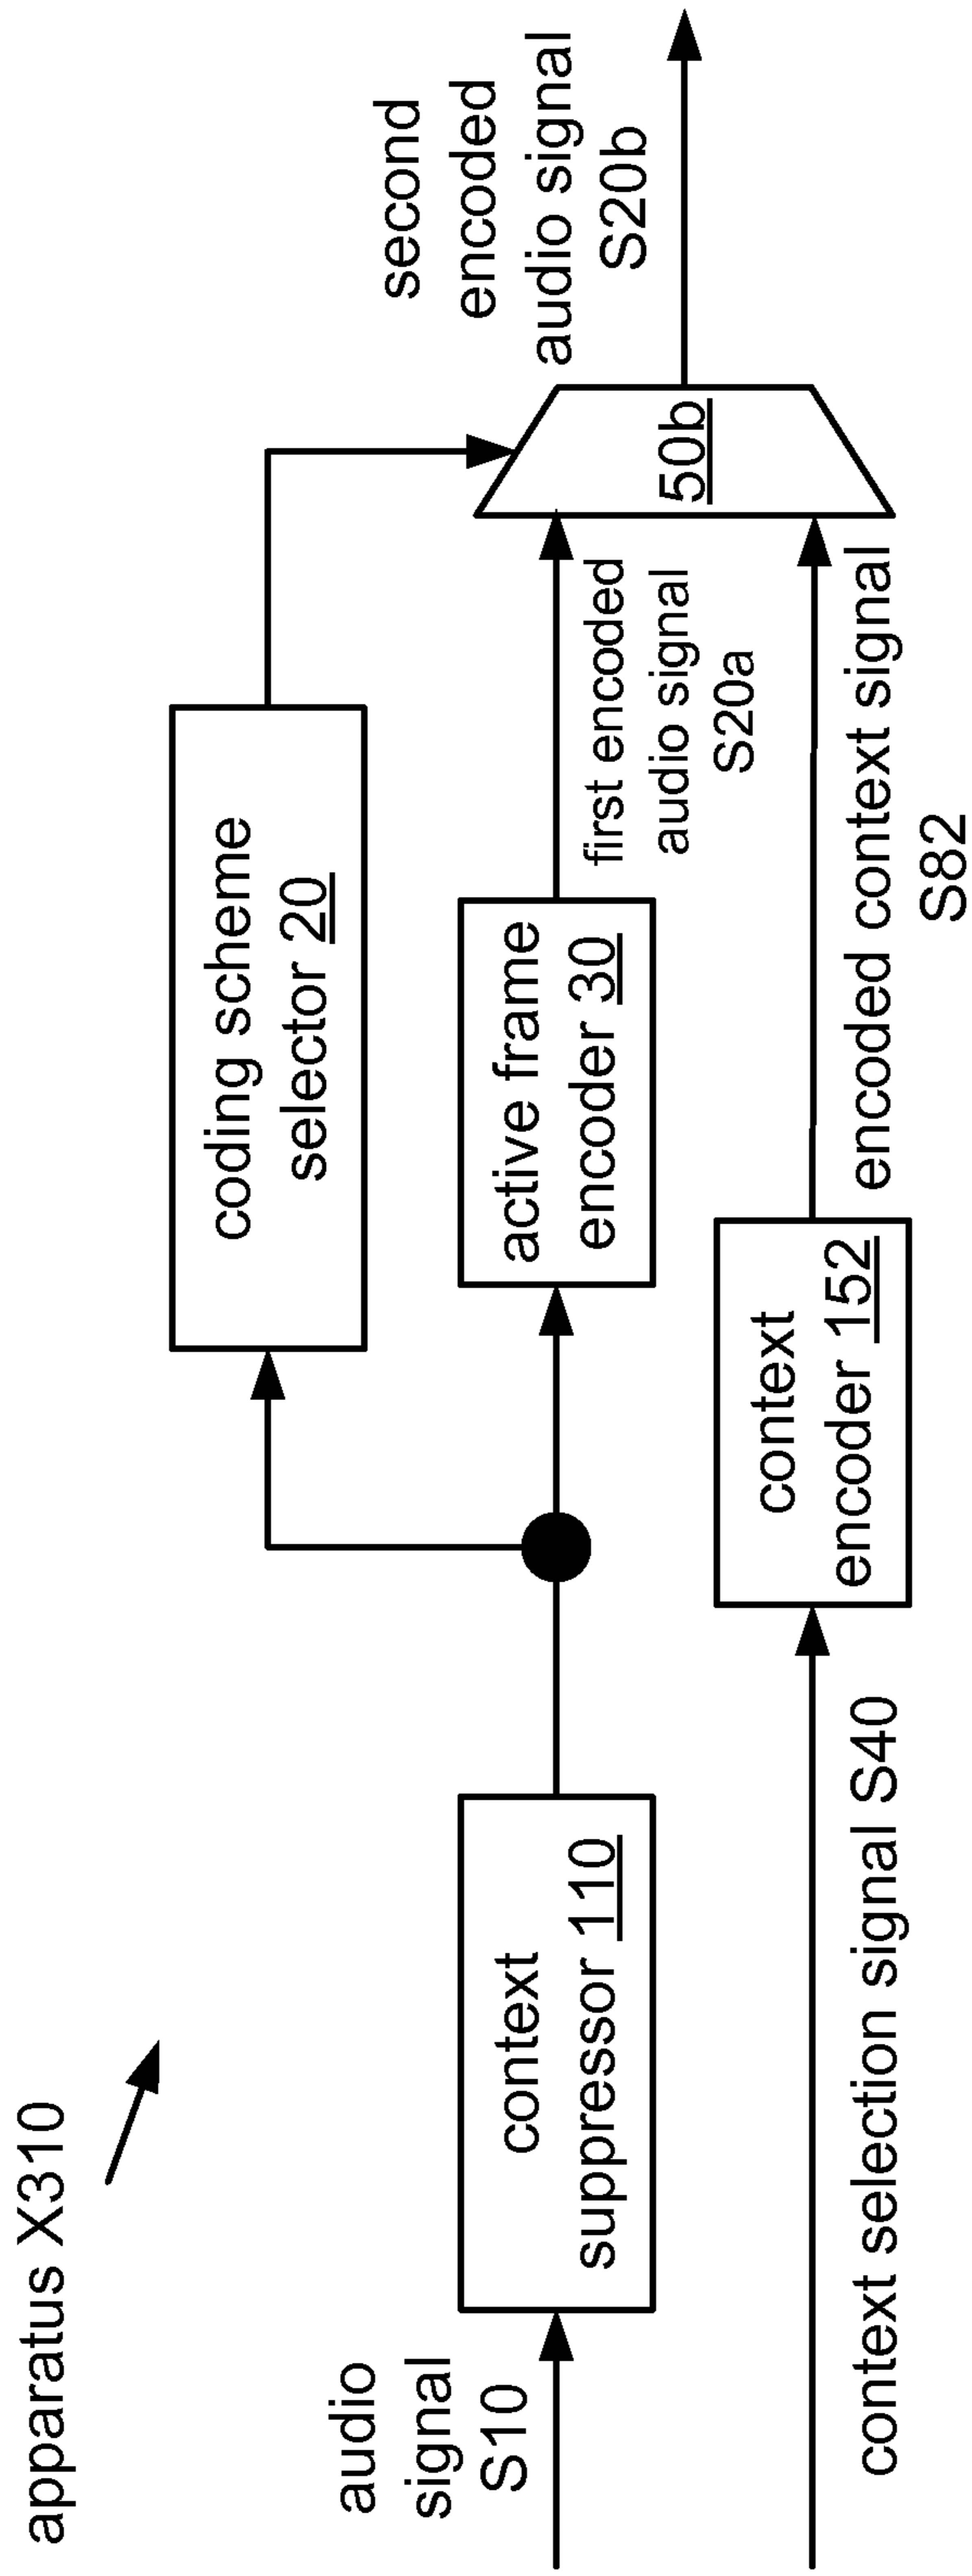 apparatus X310
audio
signal
S10
context
suppressor 110
coding scheme
selector 20
active frame
encoder 30
first encoded
audio signal
S20a
context selection signal S40
context
encoder 152
encoded context signal
S82
50b
second
encoded
audio signal
S20b